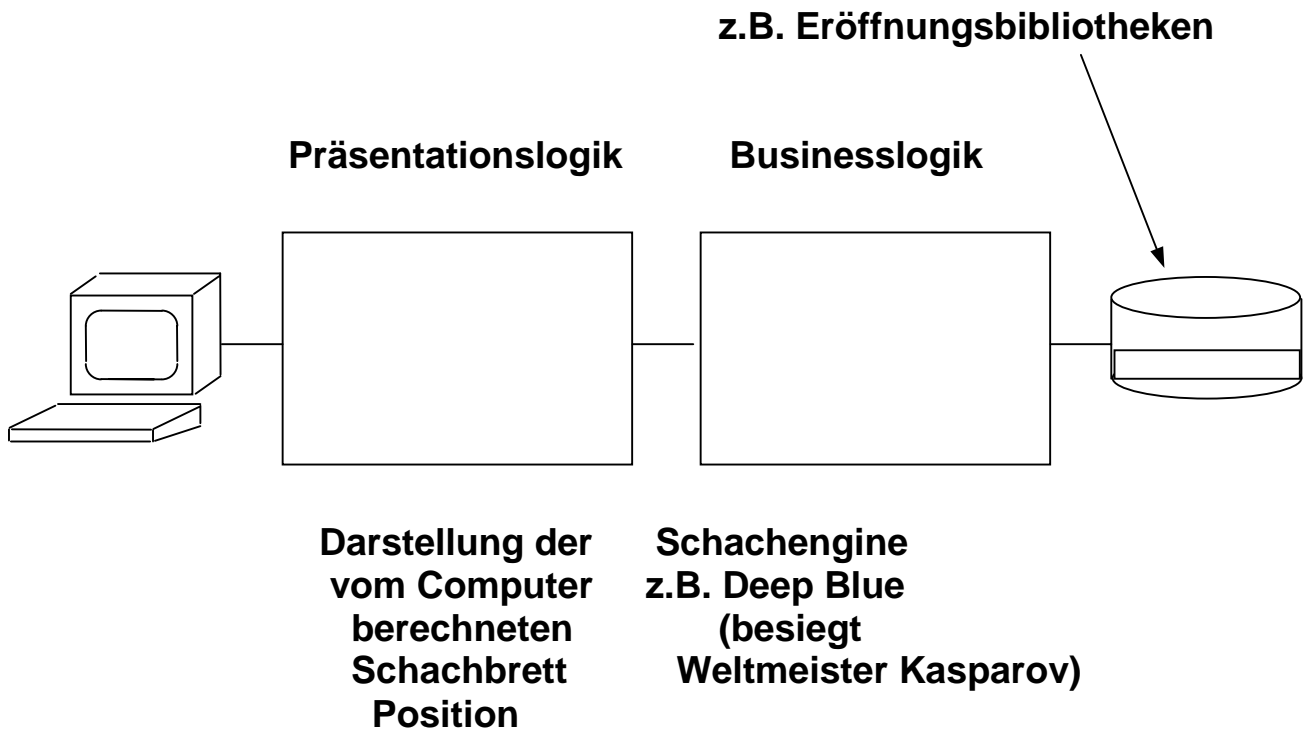 z.B. Eröffnungsbibliotheken
Präsentationslogik
Businesslogik
Darstellung der
vom Computer
berechneten
Schachbrett
Position
Schachengine
z.B. Deep Blue
(besiegt
Weltmeister Kasparov)